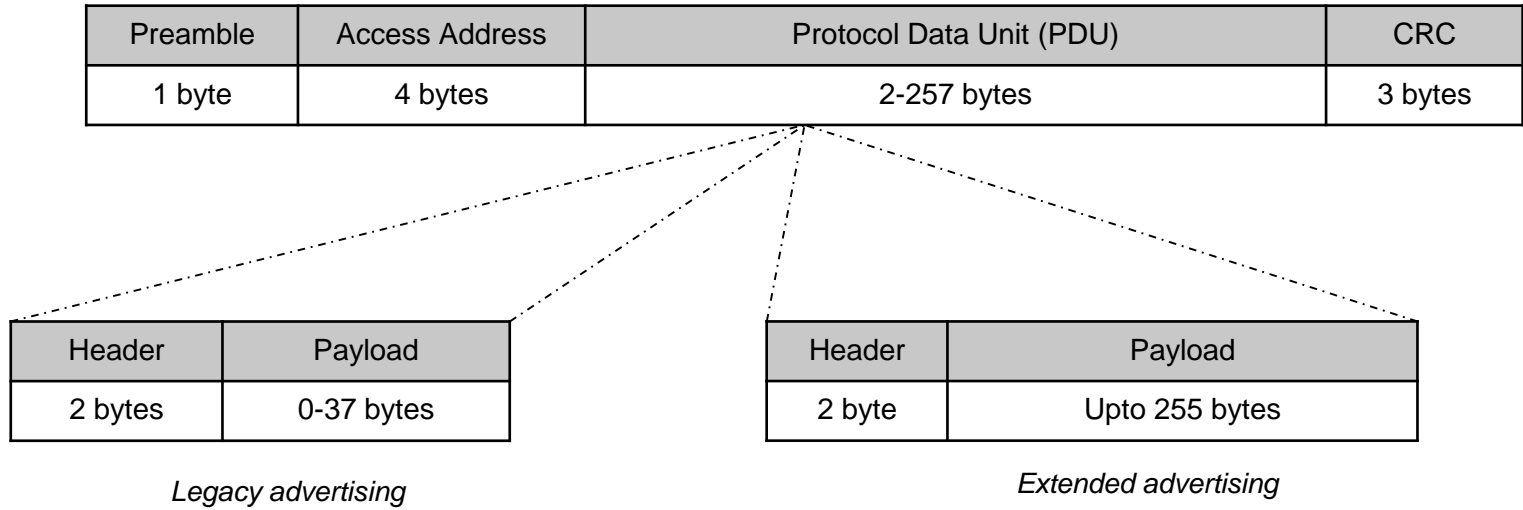 Preamble Access Address Protocol Data Unit (PDU) CRC
1 byte 4 bytes 2-257 bytes 3 bytes
Header Payload Header Payload
2 bytes 0-37 bytes 2 byte Upto 255 bytes
Legacy advertising Extended advertising